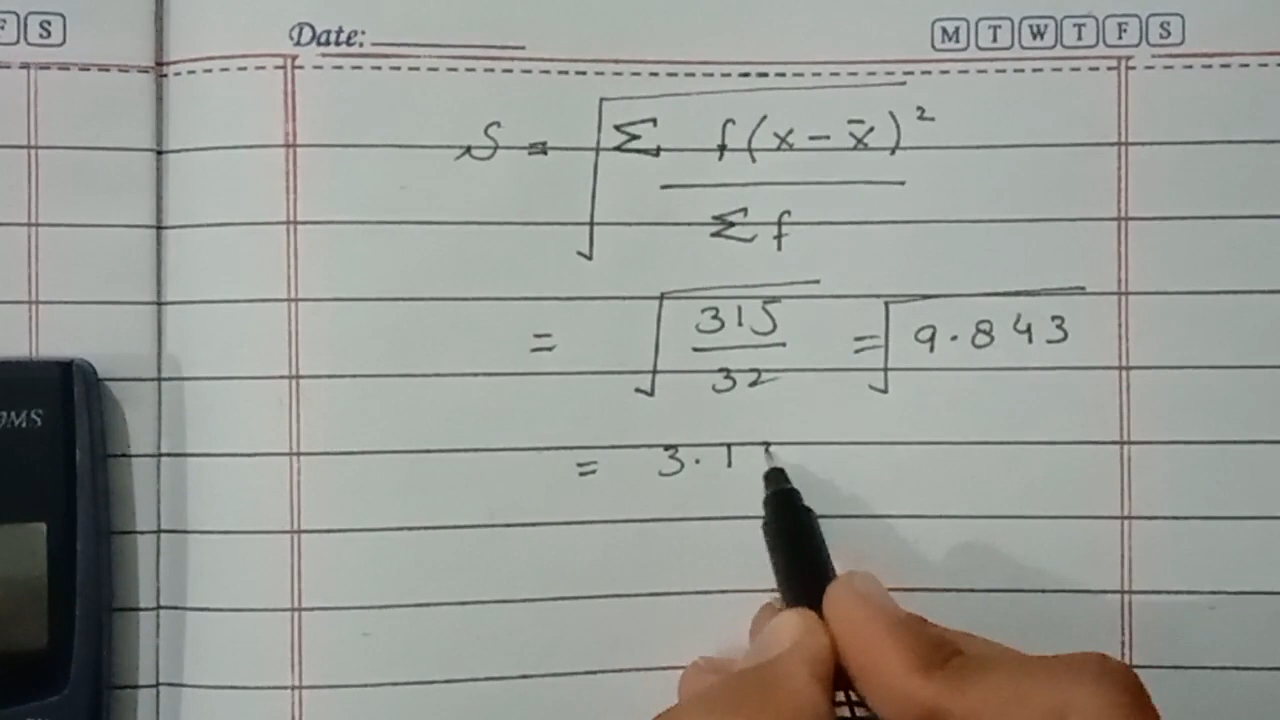 F S Date: M T W T F S
S = √ Σ f(x - x̄)²
Σf
= √ 315/32 = √ 9.843
OMS
= 3.1